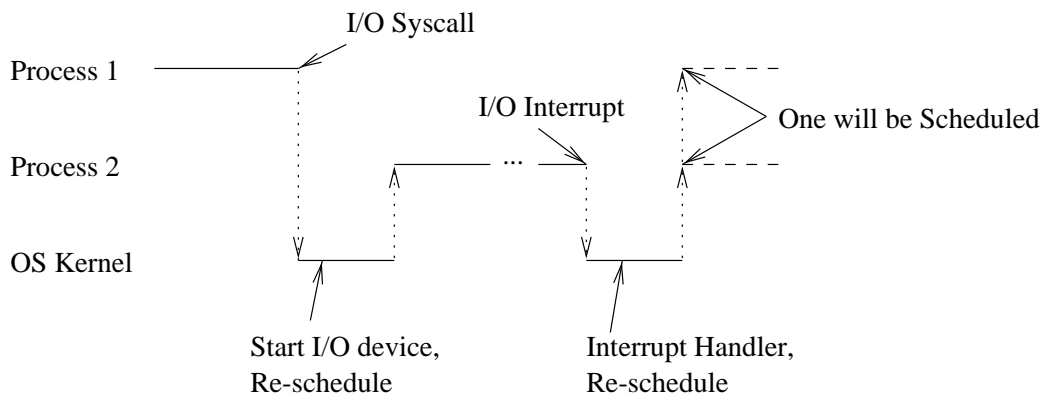 I/O Syscall
Process 1
I/O Interrupt
One will be Scheduled
Process 2
...
OS Kernel
Start I/O device,
Re-schedule
Interrupt Handler,
Re-schedule